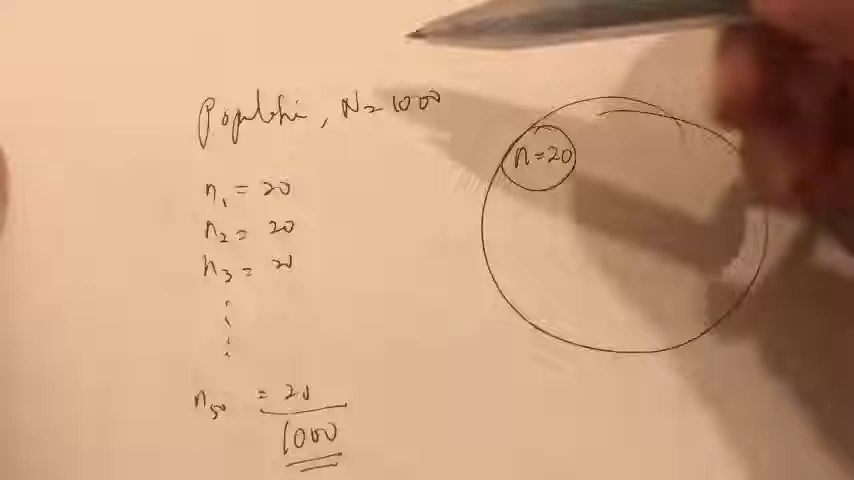 Population, N = 1000
n = 20
n₁ = 20
n₂ = 20
n₃ = 20
n₅₀ = 20
1000